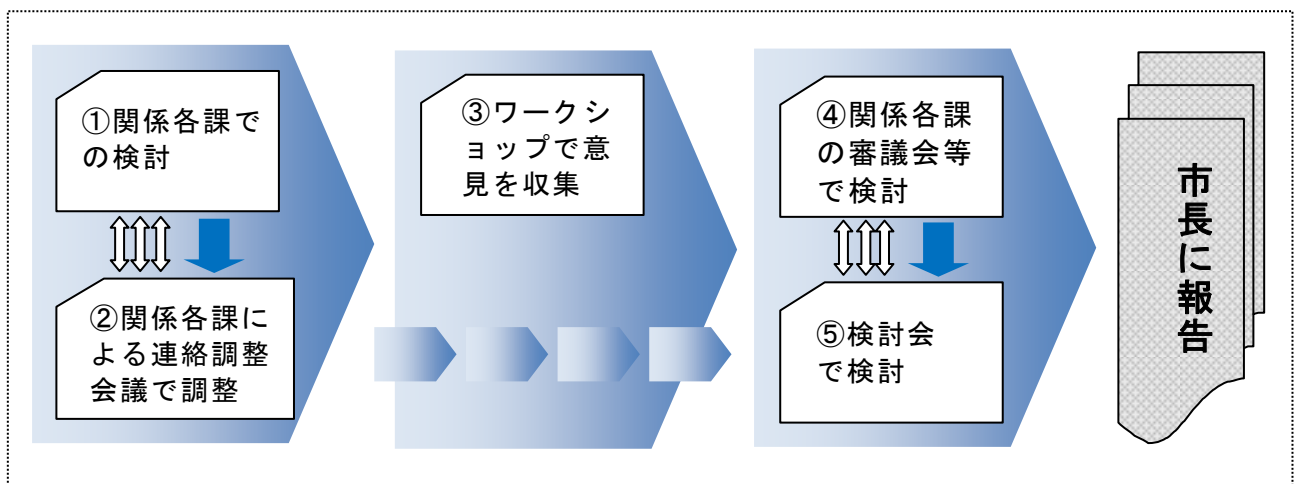 ①関係各課で
の検討
②関係各課に
よる連絡調整
会議で調整
③ワークシ
ョップで意
見を収集
④関係各課
の審議会等
で検討
⑤検討会
で検討
市長に報告